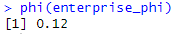 > phi(enterprise_phi)
[1] 0.12